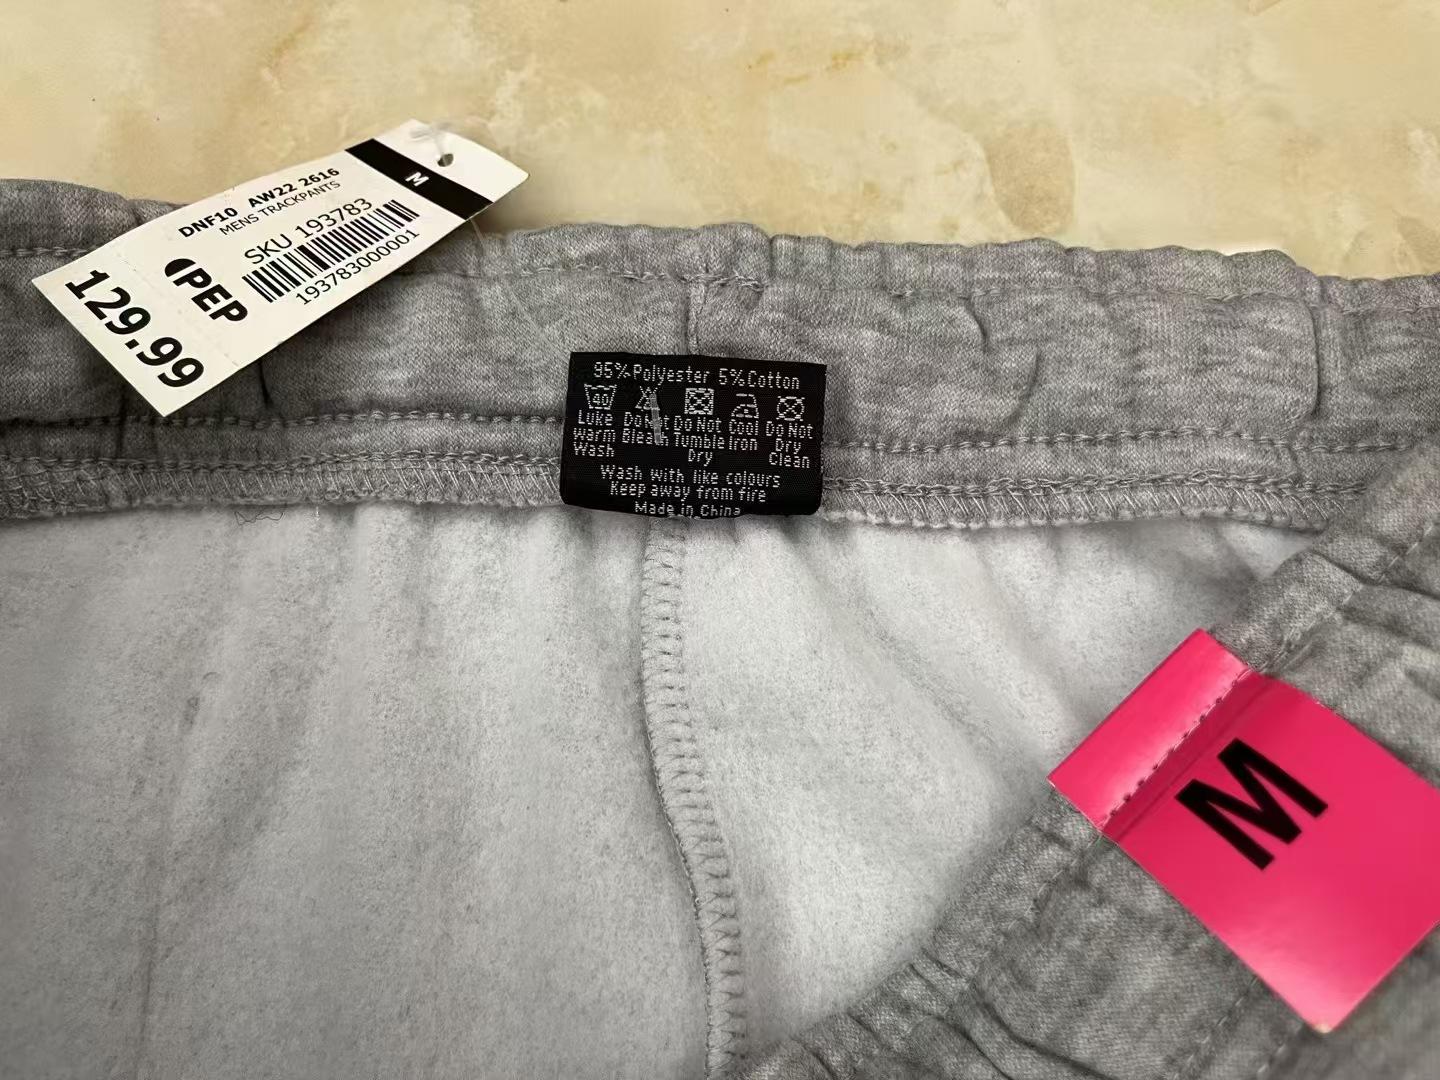 M
DNF10 AW22 2616
MENS TRACKPANTS
SKU 193783
193783000001
PEP
129.99
95%Polyester 5%Cotton
40
Luke warm Wash
Do Not Bleach
Do Not Tumble Dry
Cool Iron
Do Not Dry Clean
Wash with like colours
Keep away from fire
Made in China
M